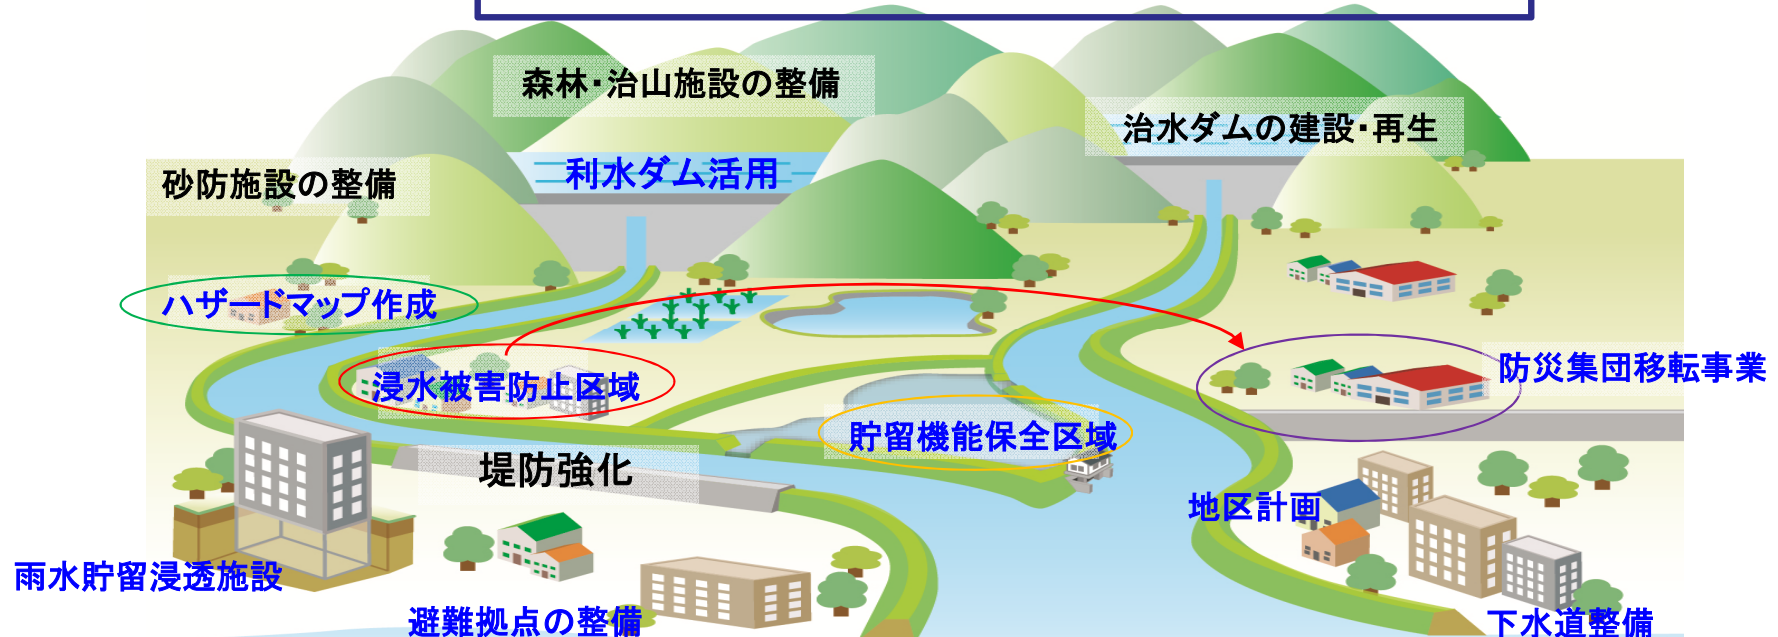 森林・治山施設の整備
治水ダムの建設・再生
利水ダム活用
砂防施設の整備
ハザードマップ作成
浸水被害防止区域
防災集団移転事業
貯留機能保全区域
堤防強化
地区計画
雨水貯留浸透施設
避難拠点の整備
下水道整備